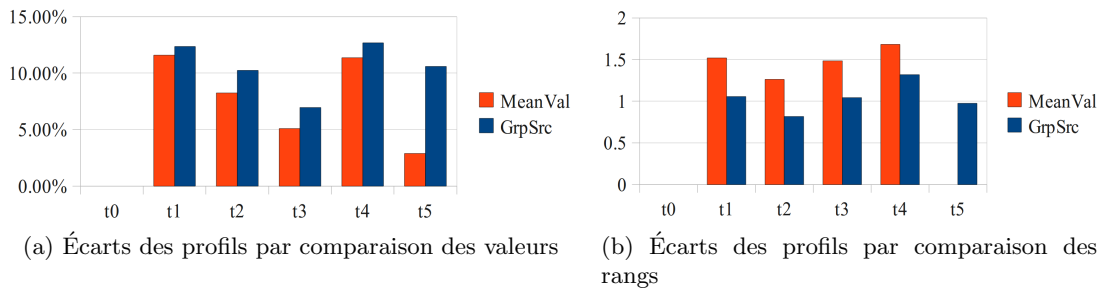 15.00%
10.00%
5.00%
0.00%
t0 t1 t2 t3 t4 t5
MeanVal
GrpSrc
(a) Écarts des profils par comparaison des valeurs
2
1.5
1
0.5
0
t0 t1 t2 t3 t4 t5
MeanVal
GrpSrc
(b) Écarts des profils par comparaison des
rangs